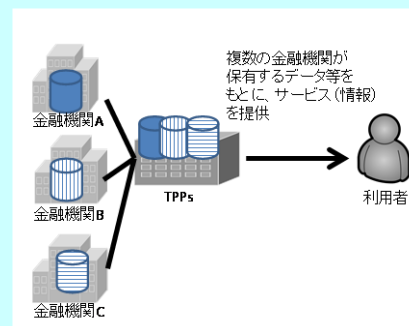 複数の金融機関が
保有するデータ等を
もとに、サービス(情報)
を提供
金融機関A
金融機関B
金融機関C
TPPs
利用者